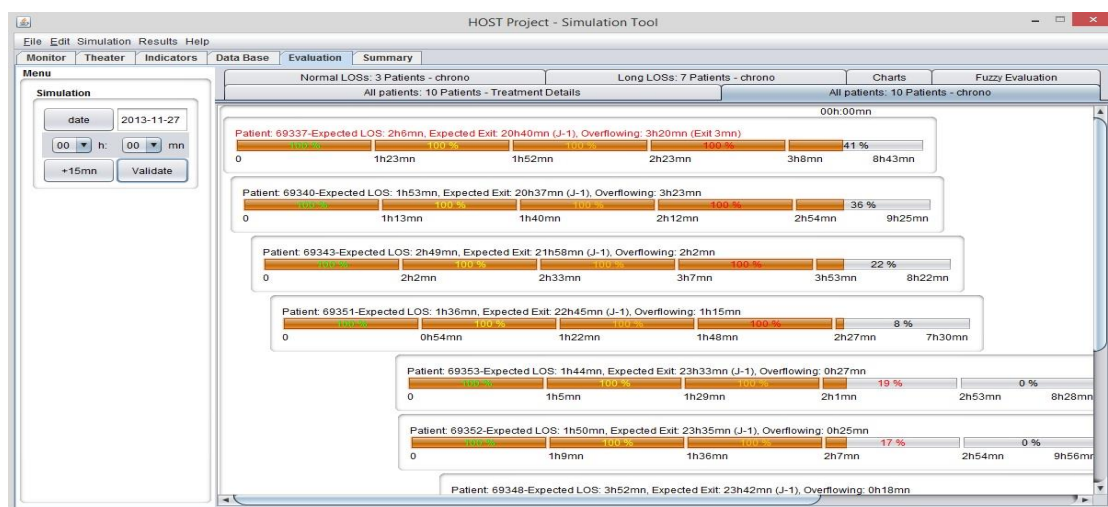 HOST Project - Simulation Tool
File Edit Simulation Results Help
Monitor Theater Indicators Data Base Evaluation Summary
Menu
Simulation
date 2013-11-27
00 h: 00 mn
+15mn Validate
Normal LOSs: 3 Patients - chrono Long LOSs: 7 Patients - chrono Charts Fuzzy Evaluation
All patients: 10 Patients - Treatment Details All patients: 10 Patients - chrono
00h:00mn
Patient: 69337-Expected LOS: 2h6mn, Expected Exit: 20h40mn (J-1), Overflowing: 3h20mn (Exit 3mn)
100 % 100 % 100 % 100 % 41 %
0 1h23mn 1h52mn 2h23mn 3h8mn 8h43mn
Patient: 69340-Expected LOS: 1h53mn, Expected Exit: 20h37mn (J-1), Overflowing: 3h23mn
100 % 100 % 100 % 100 % 36 %
0 1h13mn 1h40mn 2h12mn 2h54mn 9h25mn
Patient: 69343-Expected LOS: 2h49mn, Expected Exit: 21h58mn (J-1), Overflowing: 2h2mn
100 % 100 % 100 % 100 % 22 %
0 2h2mn 2h33mn 3h7mn 3h53mn 8h22mn
Patient: 69351-Expected LOS: 1h36mn, Expected Exit: 22h45mn (J-1), Overflowing: 1h15mn
100 % 100 % 100 % 100 % 8 %
0 0h54mn 1h22mn 1h48mn 2h27mn 7h30mn
Patient: 69353-Expected LOS: 1h44mn, Expected Exit: 23h33mn (J-1), Overflowing: 0h27mn
100 % 100 % 100 % 19 % 0 %
0 1h5mn 1h29mn 2h1mn 2h53mn 8h28mn
Patient: 69352-Expected LOS: 1h50mn, Expected Exit: 23h35mn (J-1), Overflowing: 0h25mn
100 % 100 % 100 % 17 % 0 %
0 1h9mn 1h36mn 2h7mn 2h54mn 9h56mn
Patient: 69348-Expected LOS: 3h52mn, Expected Exit: 23h42mn (J-1), Overflowing: 0h18mn